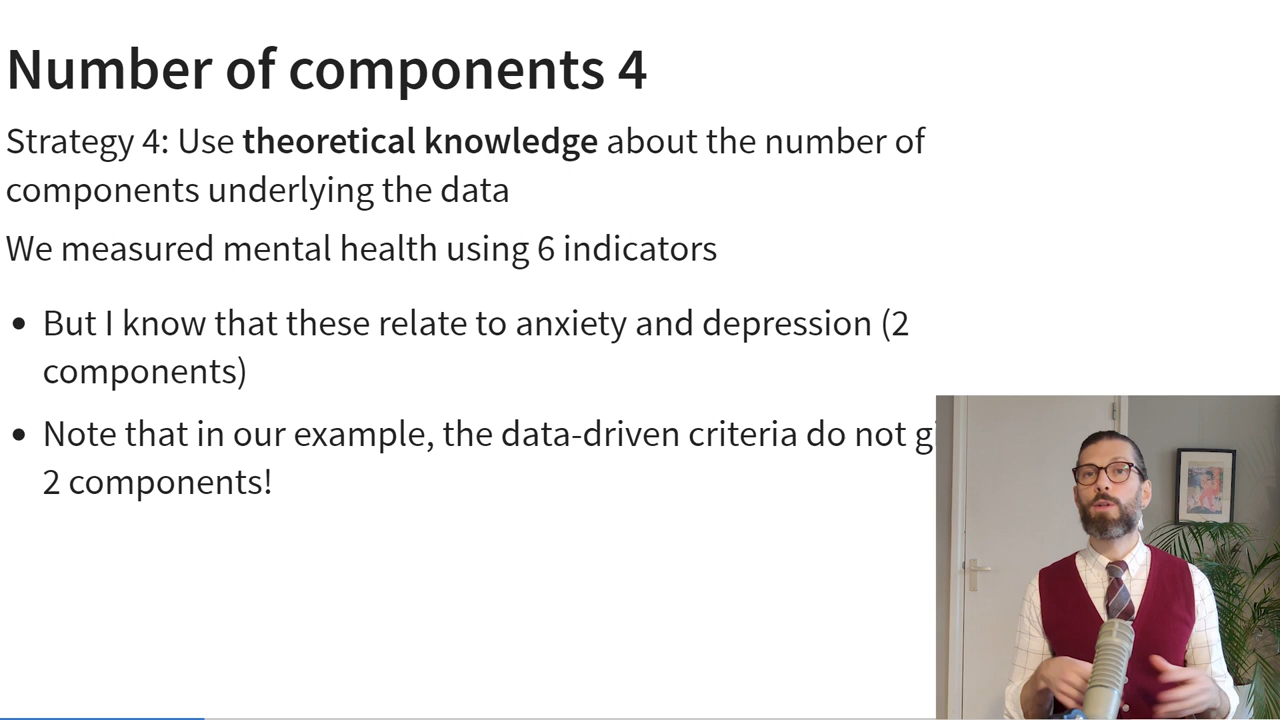 Number of components 4
Strategy 4: Use theoretical knowledge about the number of
components underlying the data
We measured mental health using 6 indicators
• But I know that these relate to anxiety and depression (2
components)
• Note that in our example, the data-driven criteria do not
2 components!